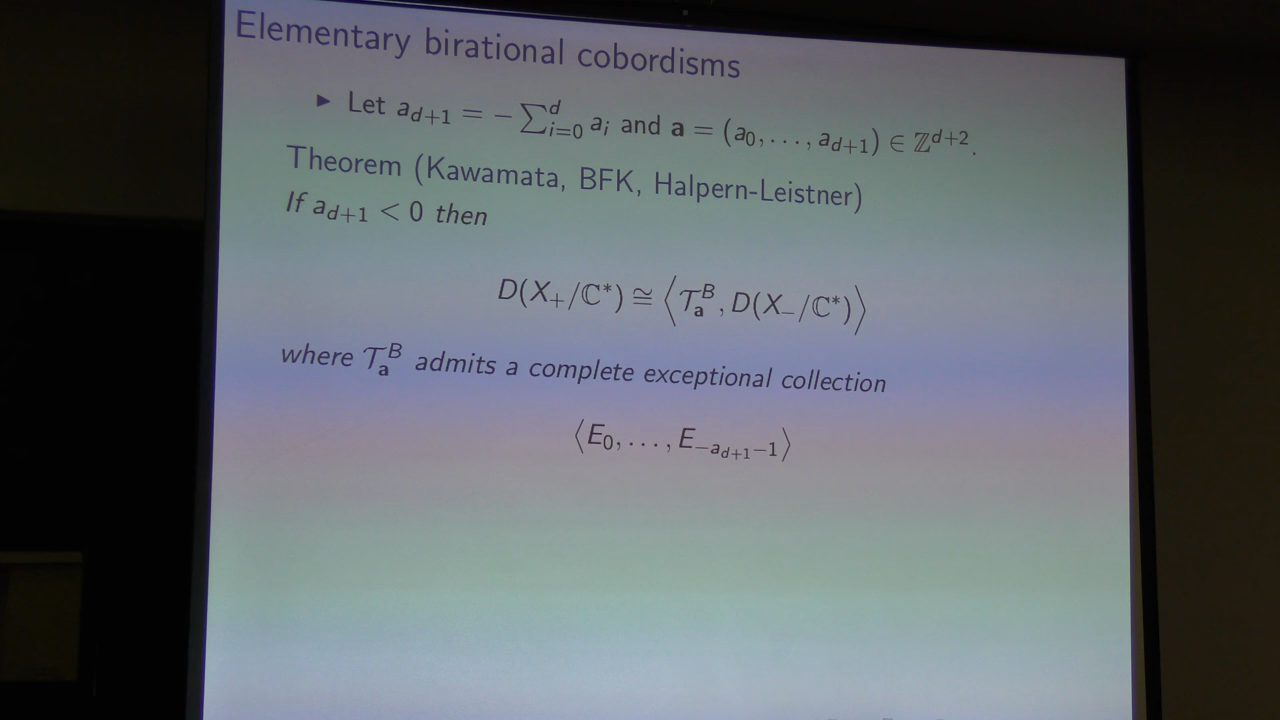 Elementary birational cobordisms
▶ Let a_{d+1} = −∑_{i=0}^{d} a_i and **a** = (a_0, . . . , a_{d+1}) ∈ ℤ^{d+2}.
Theorem (Kawamata, BFK, Halpern-Leistner)
If a_{d+1} < 0 then
D(X_+/ℂ*) ≅ ⟨𝒯_**a**^B, D(X_−/ℂ*)⟩
where 𝒯_**a**^B admits a complete exceptional collection
⟨E_0, . . . , E_{−a_{d+1}−1}⟩